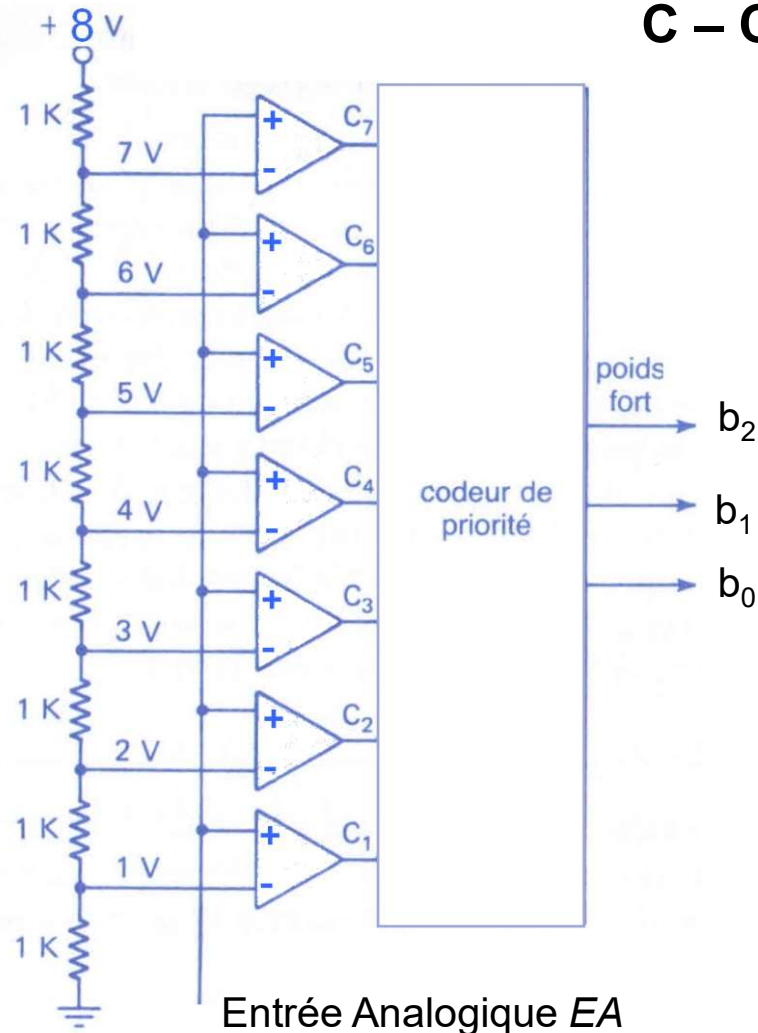 C – C
+ 8 V
1 K
C₇
7 V
1 K
C₆
6 V
1 K
C₅
5 V
poids
fort
b₂
1 K
C₄
4 V
codeur de
priorité
b₁
1 K
C₃
b₀
3 V
1 K
C₂
2 V
1 K
C₁
1 V
1 K
Entrée Analogique EA